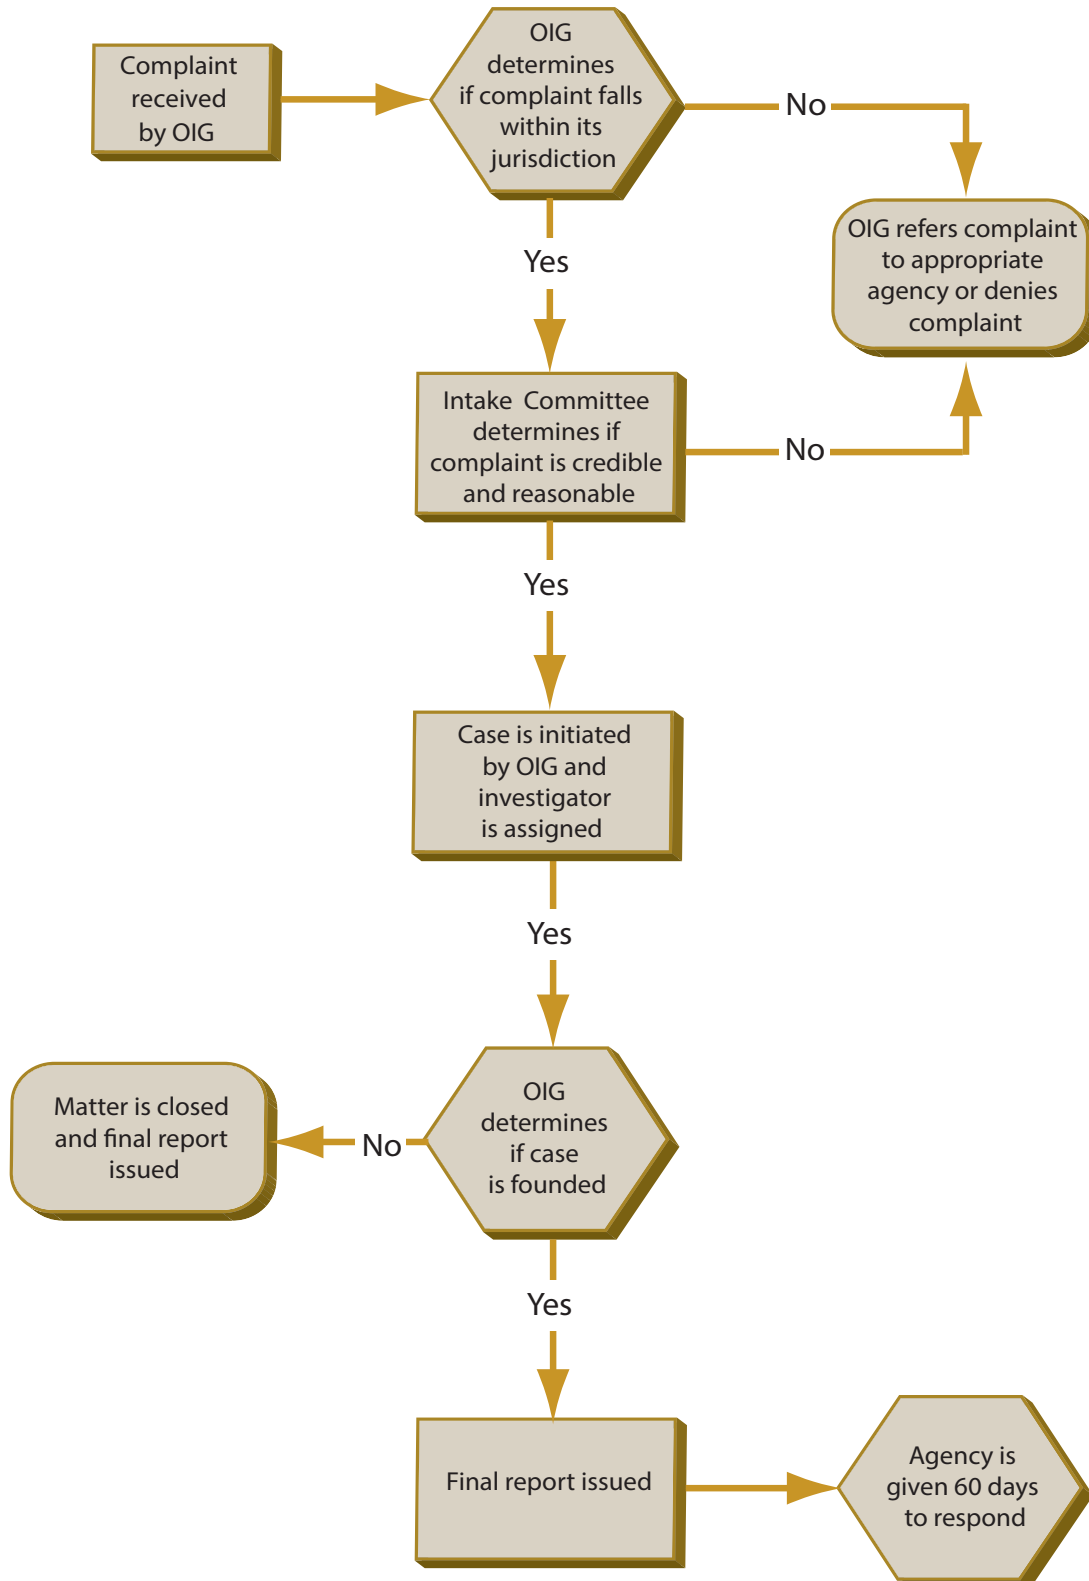 Complaint
received
by OIG
OIG
determines
if complaint falls
within its
jurisdiction
No
OIG refers complaint
to appropriate
agency or denies
complaint
Yes
Intake Committee
determines if
complaint is credible
and reasonable
No
Yes
Case is initiated
by OIG and
investigator
is assigned
Yes
OIG
determines
if case
is founded
No
Matter is closed
and final report
issued
Yes
Final report issued
Agency is
given 60 days
to respond